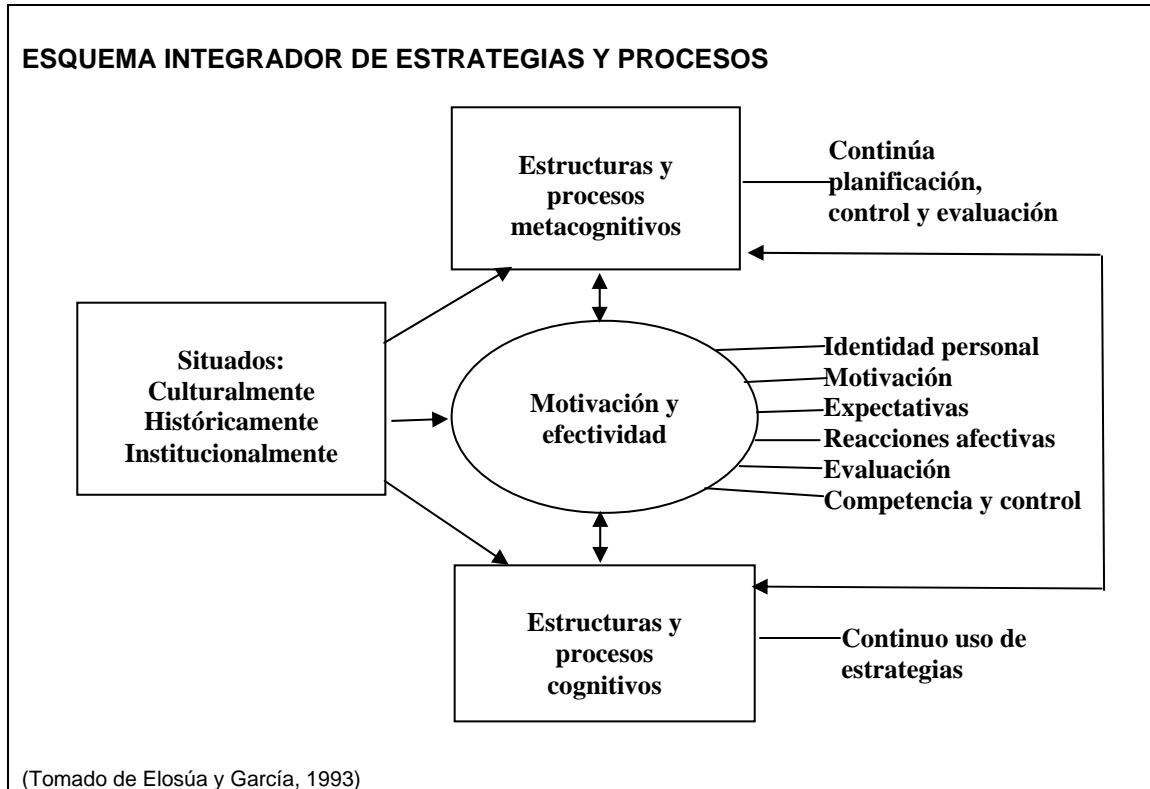 ESQUEMA INTEGRADOR DE ESTRATEGIAS Y PROCESOS
Estructuras y
procesos
metacognitivos
Continúa
planificación,
control y evaluación
Situados:
Culturalmente
Históricamente
Institucionalmente
Motivación y
efectividad
Identidad personal
Motivación
Expectativas
Reacciones afectivas
Evaluación
Competencia y control
Estructuras y
procesos
cognitivos
Continuo uso de
estrategias
(Tomado de Elosúa y García, 1993)